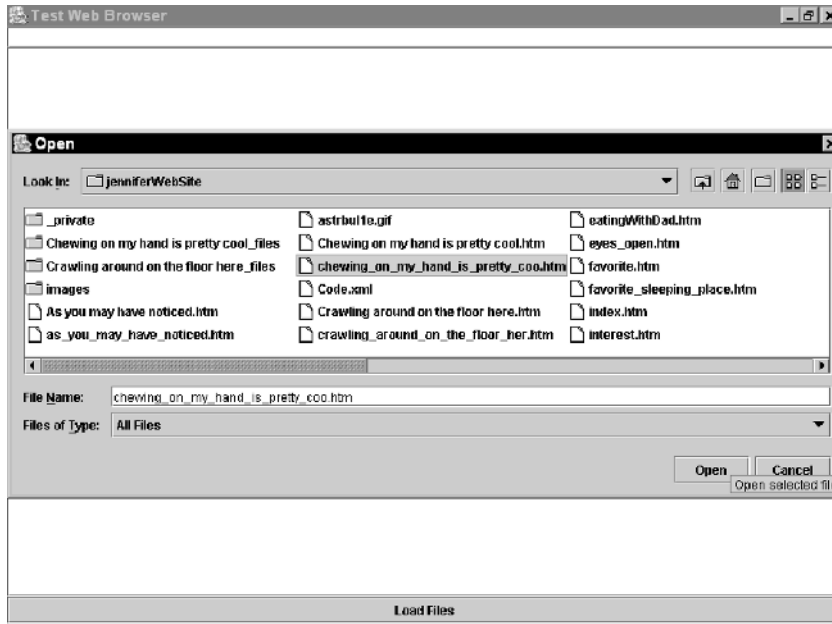 Test Web Browser
Open
Look In: jenniferWebSite
_private astrbul1e.gif eatingWithDad.htm
Chewing on my hand is pretty cool_files Chewing on my hand is pretty cool.htm eyes_open.htm
Crawling around on the floor here_files chewing_on_my_hand_is_pretty_coo.htm favorite.htm
images Code.xml favorite_sleeping_place.htm
As you may have noticed.htm Crawling around on the floor here.htm index.htm
as_you_may_have_noticed.htm crawling_around_on_the_floor_her.htm interest.htm
File Name: chewing_on_my_hand_is_pretty_coo.htm
Files of Type: All Files
Open Cancel
Open selected fil
Load Files